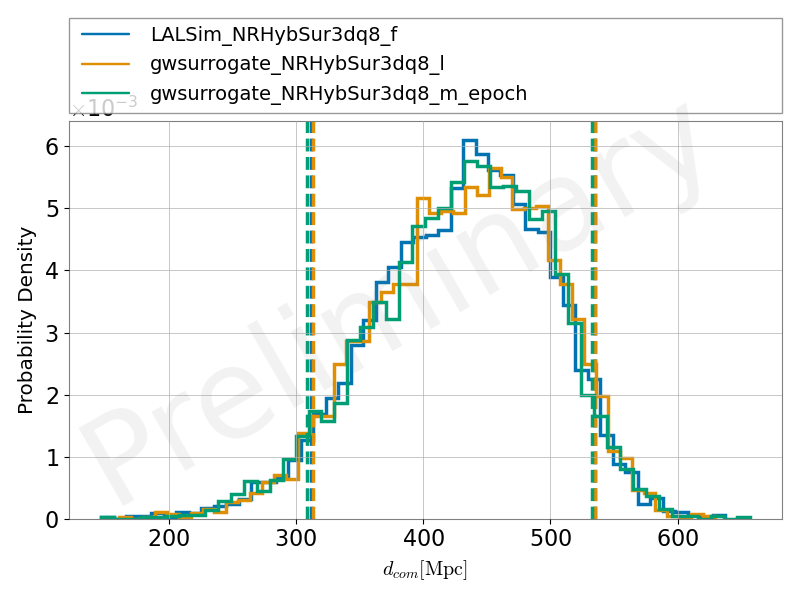 LALSim_NRHybSur3dq8_f
gwsurrogate_NRHybSur3dq8_l
gwsurrogate_NRHybSur3dq8_m_epoch
×10⁻³
6
5
4
3
2
1
0
Probability Density
Preliminary
200 300 400 500 600
d_com[Mpc]